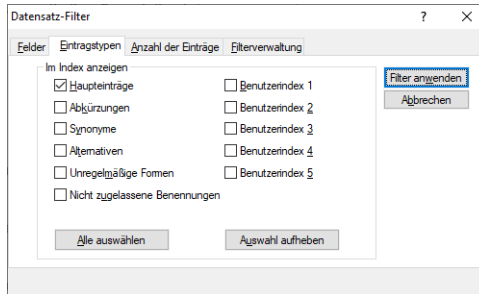 Datensatz-Filter ? ×
Felder Eintragstypen Anzahl der Einträge Filterverwaltung
Im Index anzeigen
Haupteinträge Benutzerindex 1 Filter anwenden
Abkürzungen Benutzerindex 2 Abbrechen
Synonyme Benutzerindex 3
Alternativen Benutzerindex 4
Unregelmäßige Formen Benutzerindex 5
Nicht zugelassene Benennungen
Alle auswählen Auswahl aufheben